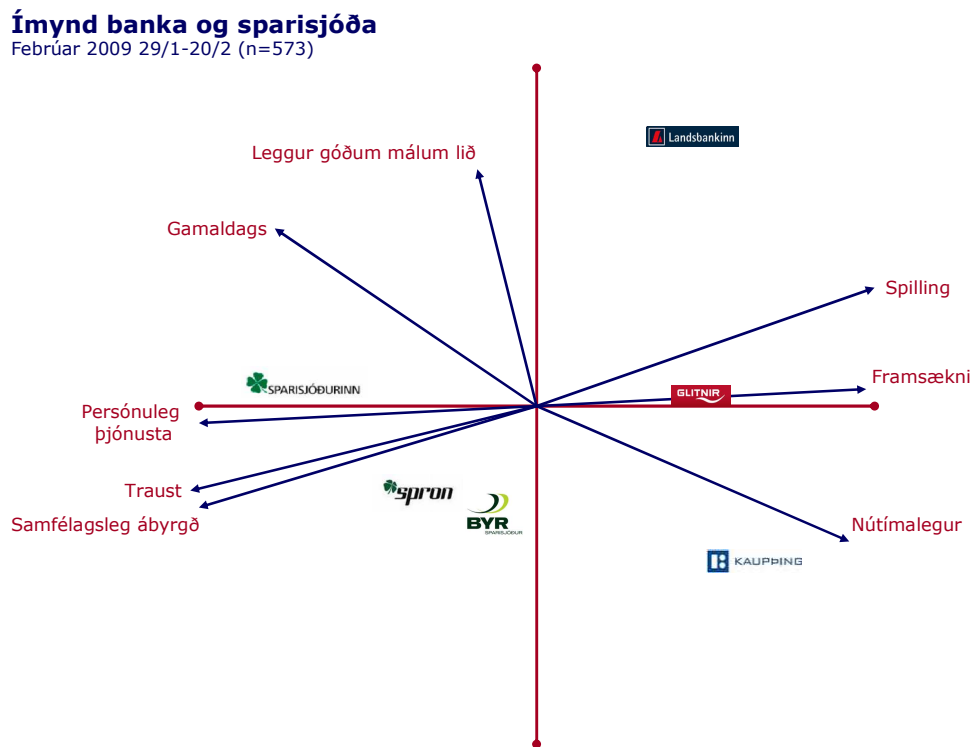 Ímynd banka og sparisjóða
Febrúar 2009 29/1-20/2 (n=573)
Landsbankinn
Leggur góðum málum lið
Gamaldags
Spilling
SPARISJÓÐURINN
GLITNIR
Framsækni
Persónuleg
þjónusta
Traust
spron
BYR
SPARISJÓÐUR
Samfélagsleg ábyrgð
Nútímalegur
KAUPÞING